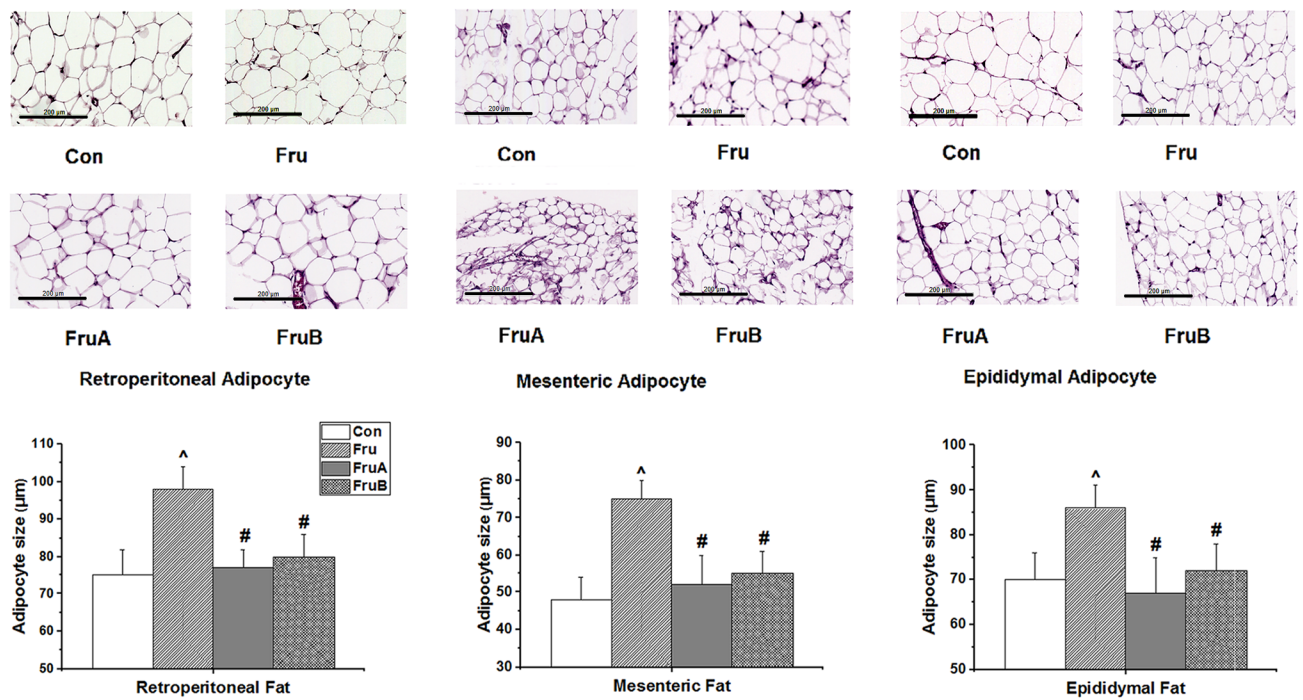 200 µm
200 µm
200 µm
200 µm
200 µm
200 µm
Con
Fru
Con
Fru
Con
Fru
200 µm
200 µm
200 µm
200 µm
200 µm
200 µm
FruA
FruB
FruA
FruB
FruA
FruB
Retroperitoneal Adipocyte
Mesenteric Adipocyte
Epididymal Adipocyte
Adipocyte size (µm)
110
100
90
80
70
60
50
^
#
#
Con
Fru
FruA
FruB
Retroperitoneal Fat
Adipocyte size (µm)
90
80
70
60
50
40
30
^
#
#
Mesenteric Fat
Adipocyte size (µm)
100
90
80
70
60
50
^
#
#
Epididymal Fat